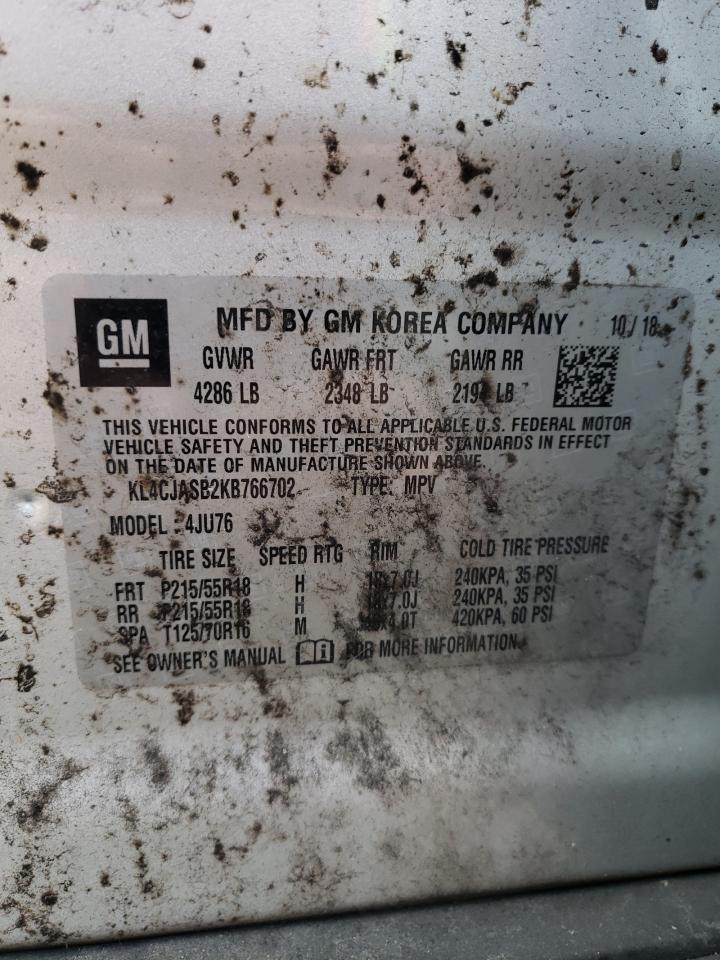 GM
MFD BY GM KOREA COMPANY 10/18
GVWR GAWR FRT GAWR RR
4286 LB 2348 LB 2194 LB
THIS VEHICLE CONFORMS TO ALL APPLICABLE U.S. FEDERAL MOTOR
VEHICLE SAFETY AND THEFT PREVENTION STANDARDS IN EFFECT
ON THE DATE OF MANUFACTURE SHOWN ABOVE.
KL4CJASB2KB766702 TYPE: MPV
MODEL: 4JU76
TIRE SIZE SPEED RTG RIM COLD TIRE PRESSURE
FRT P215/55R18 H 240KPA, 35 PSI
RR P215/55R18 H 240KPA, 35 PSI
SPA T125/70R16 M 420KPA, 60 PSI
SEE OWNER'S MANUAL FOR MORE INFORMATION.